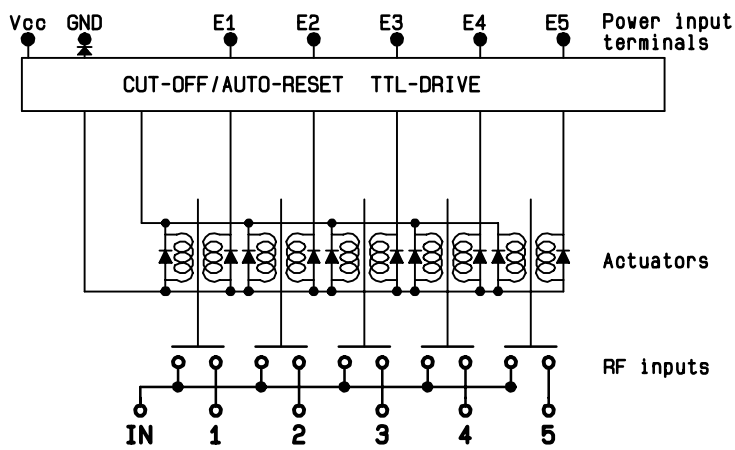 Vcc GND E1 E2 E3 E4 E5 Power input
terminals
CUT-OFF/AUTO-RESET TTL-DRIVE
Actuators
RF inputs
IN 1 2 3 4 5